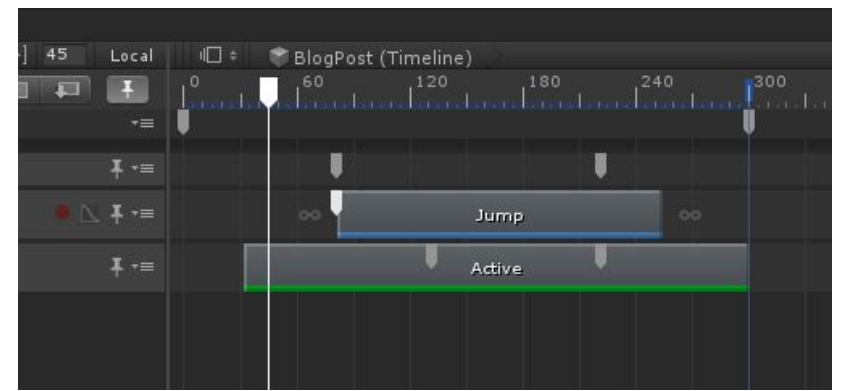 ] 45 Local BlogPost (Timeline)
0 60 120 180 240 300
∞ Jump ∞
Active